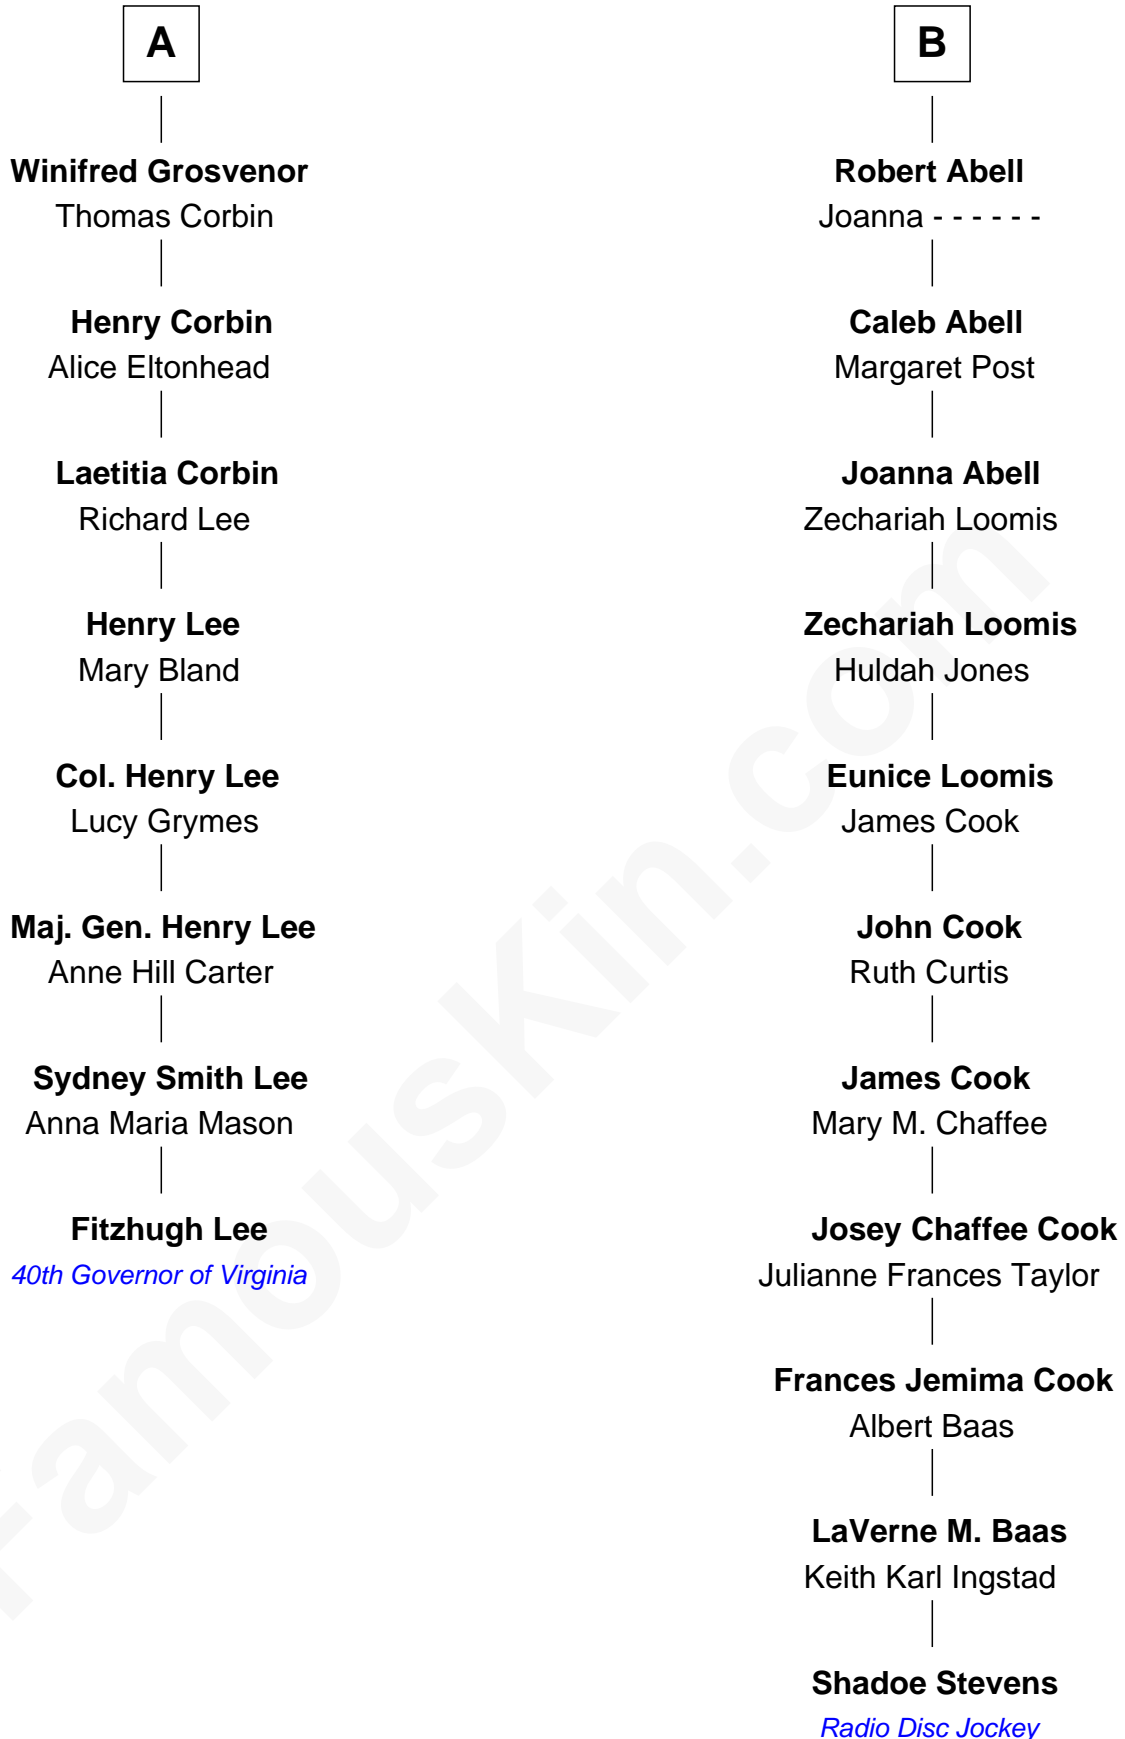 A
Winifred Grosvenor
Thomas Corbin
Henry Corbin
Alice Eltonhead
Laetitia Corbin
Richard Lee
Henry Lee
Mary Bland
Col. Henry Lee
Lucy Grymes
Maj. Gen. Henry Lee
Anne Hill Carter
Sydney Smith Lee
Anna Maria Mason
Fitzhugh Lee
40th Governor of Virginia
B
Robert Abell
Joanna - - - - - -
Caleb Abell
Margaret Post
Joanna Abell
Zechariah Loomis
Zechariah Loomis
Huldah Jones
Eunice Loomis
James Cook
John Cook
Ruth Curtis
James Cook
Mary M. Chaffee
Josey Chaffee Cook
Julianne Frances Taylor
Frances Jemima Cook
Albert Baas
LaVerne M. Baas
Keith Karl Ingstad
Shadoe Stevens
Radio Disc Jockey
FamousKin.com